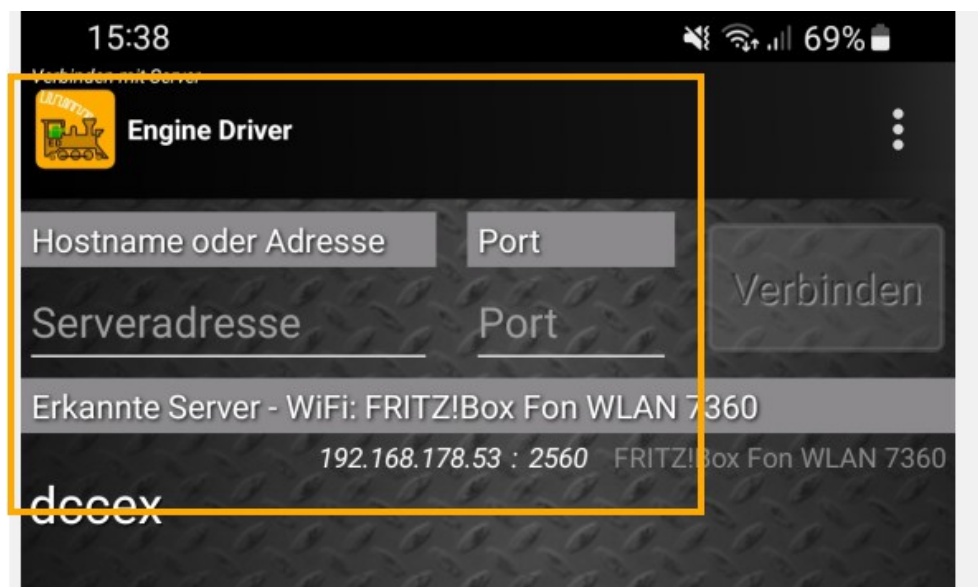 15:38 69%
Verbinden mit Server
Engine Driver
Hostname oder Adresse Port
Serveradresse Port Verbinden
Erkannte Server - WiFi: FRITZ!Box Fon WLAN 7360
192.168.178.53 : 2560 FRITZ!Box Fon WLAN 7360
dccex